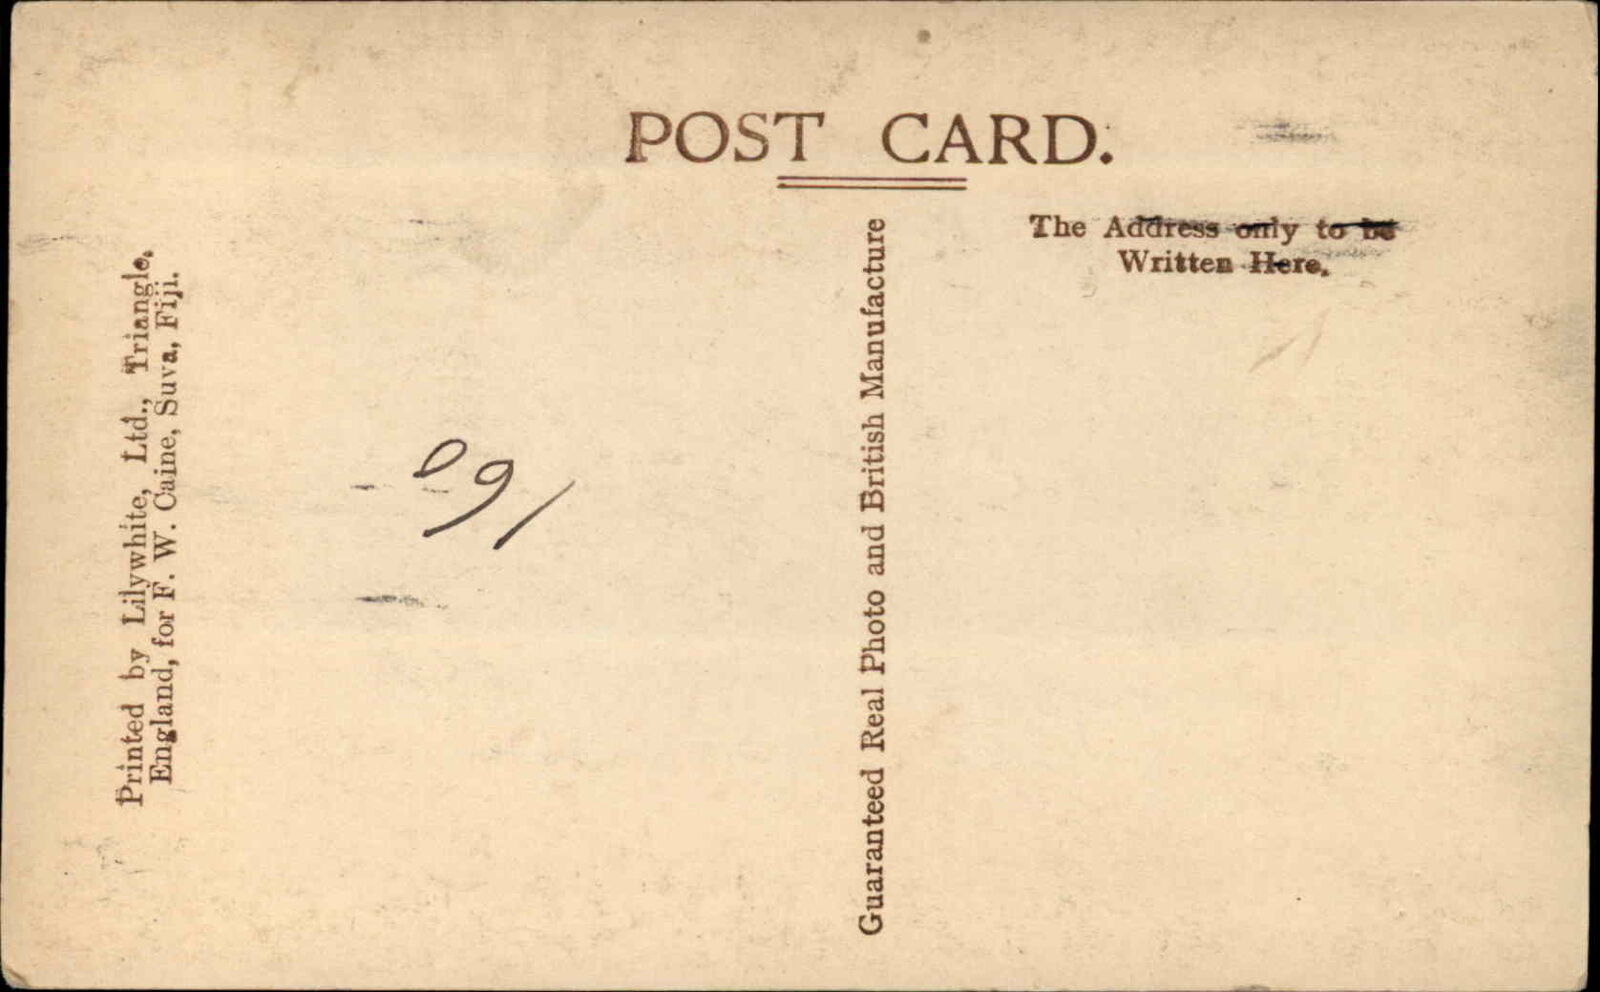 POST CARD.
The Address only to be
Written Here.
Printed by Lilywhite, Ltd., Triangle,
England, for F. W. Caine, Suva, Fiji.
Guaranteed Real Photo and British Manufacture